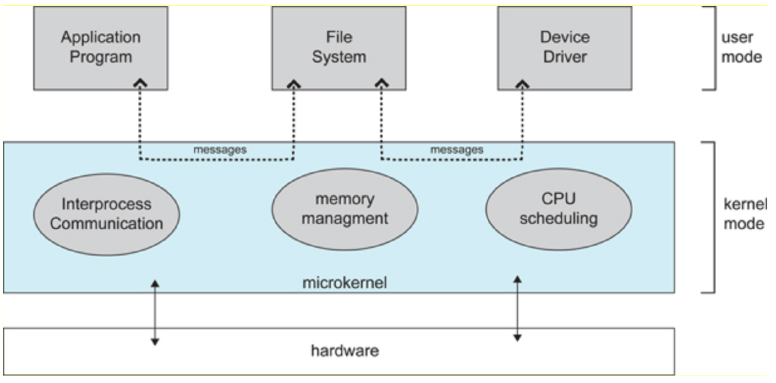 Application
Program
File
System
Device
Driver
user
mode
messages
messages
Interprocess
Communication
memory
managment
CPU
scheduling
kernel
mode
microkernel
hardware